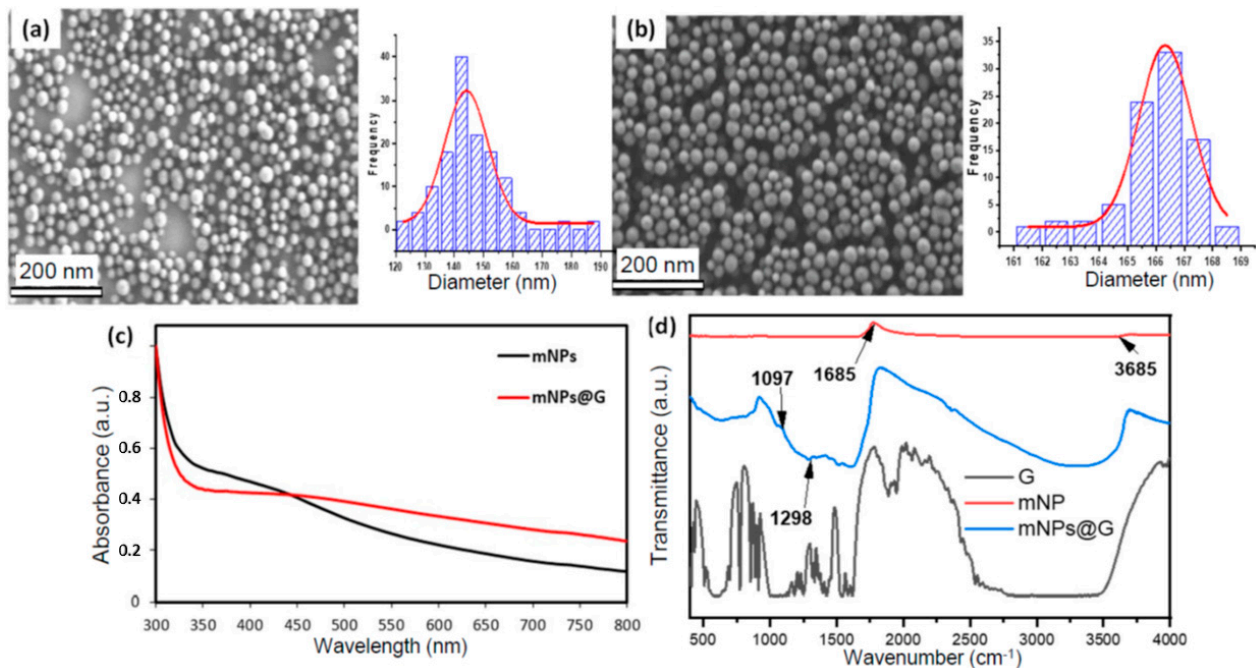 (a)
200 nm
40
30
20
10
0
Frequency
120 130 140 150 160 170 180 190
Diameter (nm)
(b)
200 nm
35
30
25
20
15
10
5
0
Frequency
161 162 163 164 165 166 167 168 169
Diameter (nm)
(c)
mNPs
mNPs@G
0.8
0.6
0.4
0.2
0
Absorbance (a.u.)
300 350 400 450 500 550 600 650 700 750 800
Wavelength (nm)
(d)
1097
1685
3685
1298
G
mNP
mNPs@G
Transmittance (a.u.)
500 1000 1500 2000 2500 3000 3500 4000
Wavenumber (cm⁻¹)